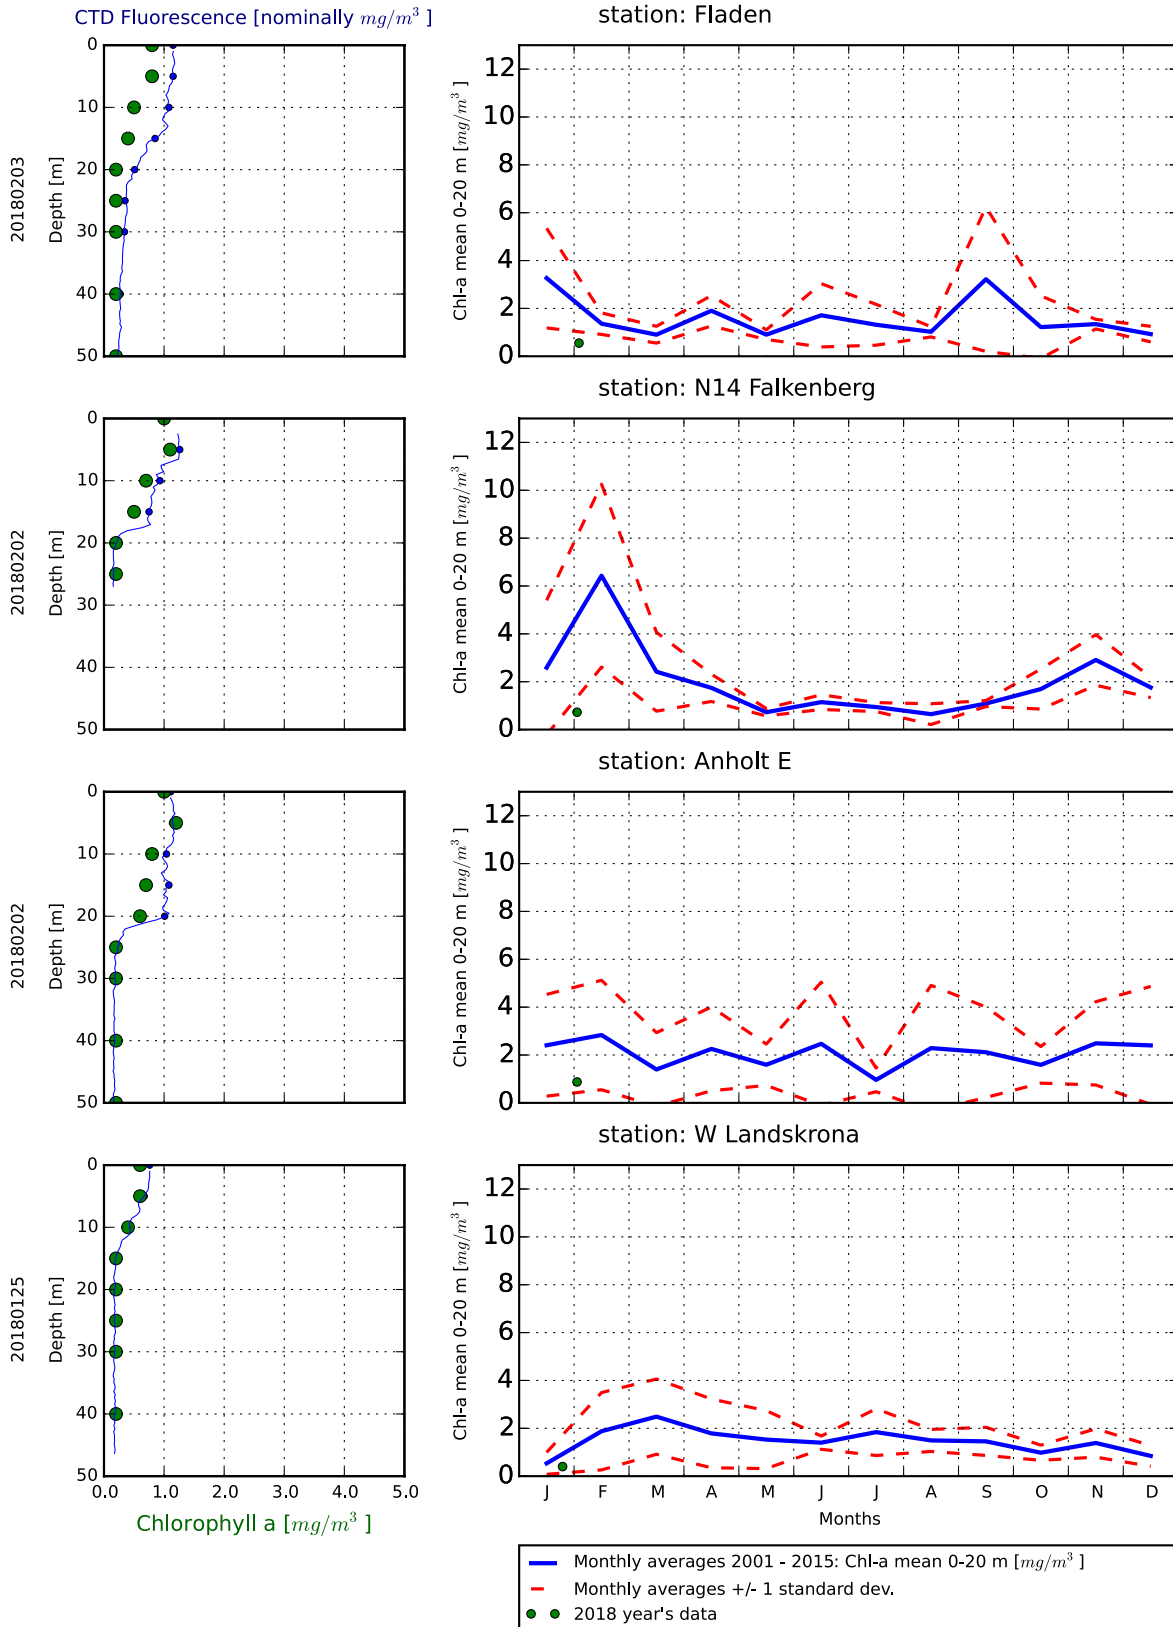 CTD Fluorescence [nominally mg/m³ ]
station: Fladen
20180203
Depth [m]
0
10
20
30
40
50
Chl-a mean 0-20 m [mg/m³ ]
12
10
8
6
4
2
0
station: N14 Falkenberg
20180202
Depth [m]
0
10
20
30
40
50
Chl-a mean 0-20 m [mg/m³ ]
12
10
8
6
4
2
0
station: Anholt E
20180202
Depth [m]
0
10
20
30
40
50
Chl-a mean 0-20 m [mg/m³ ]
12
10
8
6
4
2
0
station: W Landskrona
20180125
Depth [m]
0
10
20
30
40
50
0.0 1.0 2.0 3.0 4.0 5.0
Chlorophyll a [mg/m³ ]
Chl-a mean 0-20 m [mg/m³ ]
12
10
8
6
4
2
0
J F M A M J J A S O N D
Months
Monthly averages 2001 - 2015: Chl-a mean 0-20 m [mg/m³ ]
Monthly averages +/- 1 standard dev.
2018 year's data